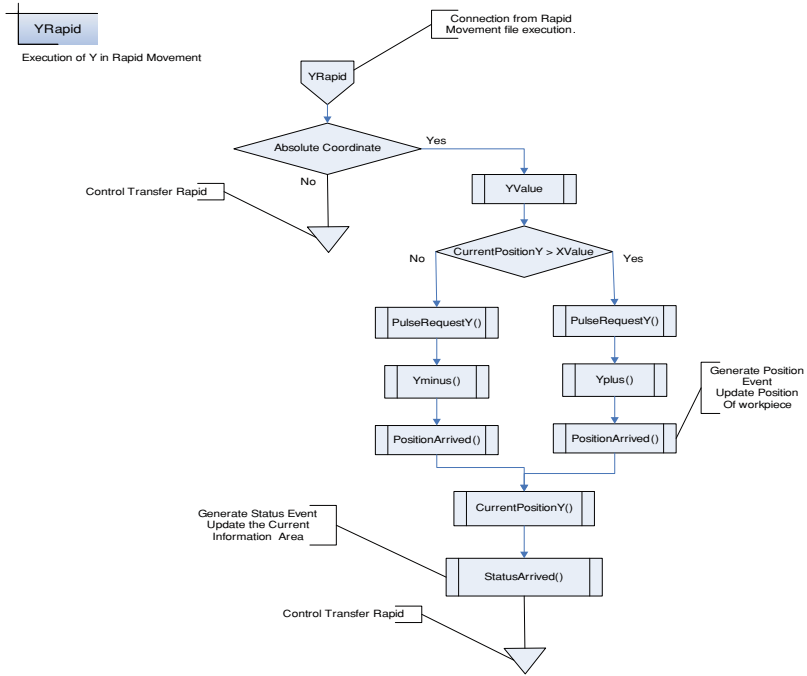 YRapid
Execution of Y in Rapid Movement
Connection from Rapid
Movement file execution.
YRapid
Absolute Coordinate
Yes
No
Control Transfer Rapid
YValue
CurrentPositionY > XValue
No
Yes
PulseRequestY()
PulseRequestY()
Yminus()
Yplus()
Generate Position
Event
Update Position
Of workpiece
PositionArrived()
PositionArrived()
CurrentPositionY()
Generate Status Event
Update the Current
Information Area
StatusArrived()
Control Transfer Rapid